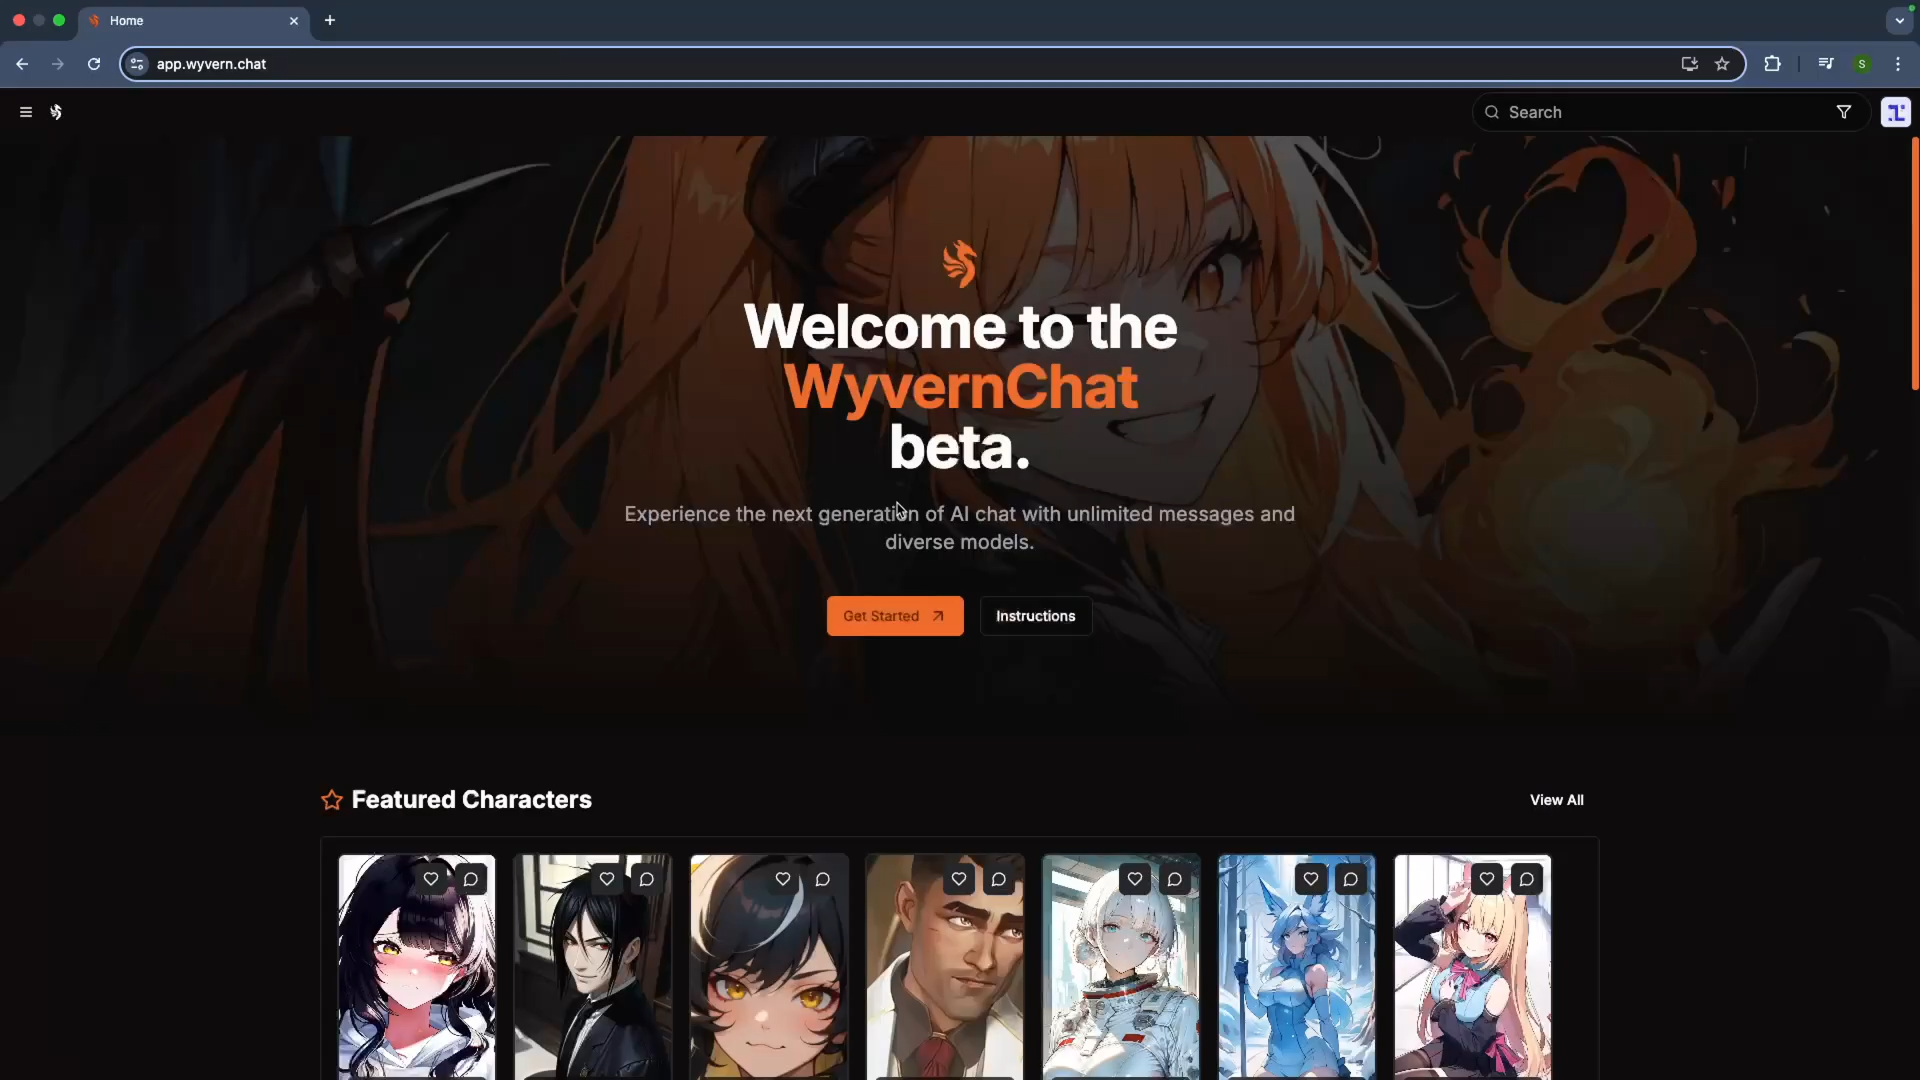 Home
app.wyvern.chat
S
Search
Welcome to the
WyvernChat
beta.
Experience the next generation of AI chat with unlimited messages and
diverse models.
Get Started
Instructions
Featured Characters
View All